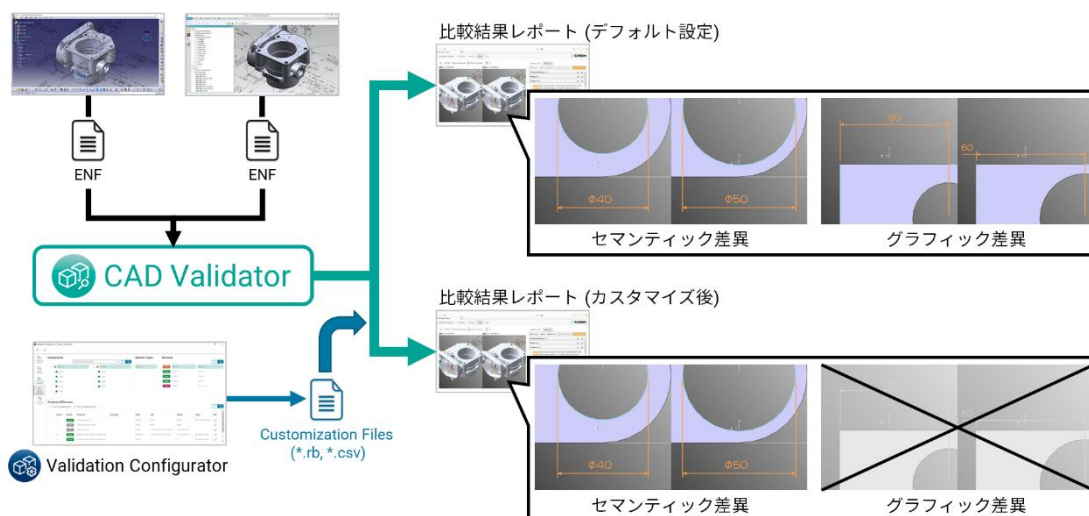 ENF
ENF
CAD Validator
Validation Configurator
Customization Files
(*.rb, *.csv)
比較結果レポート (デフォルト設定)
Φ40
Φ50
セマンティック差異
60
60
グラフィック差異
比較結果レポート (カスタマイズ後)
Φ40
Φ50
セマンティック差異
60
グラフィック差異